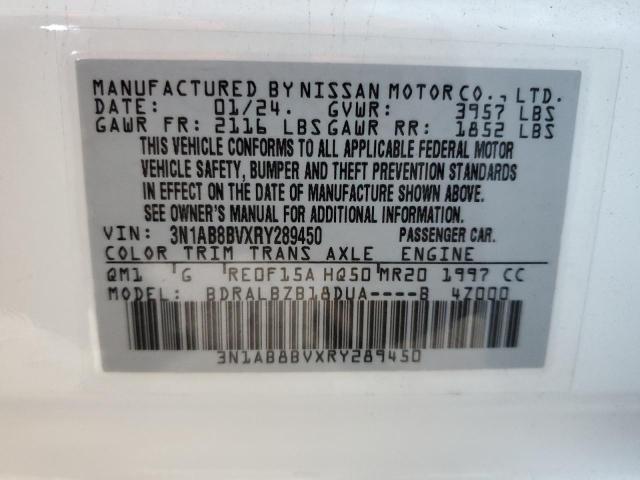 MANUFACTURED BY NISSAN MOTOR CO., LTD.
DATE: 01/24. GVWR: 3957 LBS
GAWR FR: 2116 LBS GAWR RR: 1852 LBS
THIS VEHICLE CONFORMS TO ALL APPLICABLE FEDERAL MOTOR
VEHICLE SAFETY, BUMPER AND THEFT PREVENTION STANDARDS
IN EFFECT ON THE DATE OF MANUFACTURE SHOWN ABOVE.
SEE OWNER'S MANUAL FOR ADDITIONAL INFORMATION.
VIN: 3N1AB8BVXRY289450 PASSENGER CAR.
COLOR TRIM TRANS AXLE ENGINE
QM1 G RE0F15A HQ50 MR20 1997 CC
MODEL: BDRALBZB18DUA----B 4Z000
3N1AB8BVXRY289450